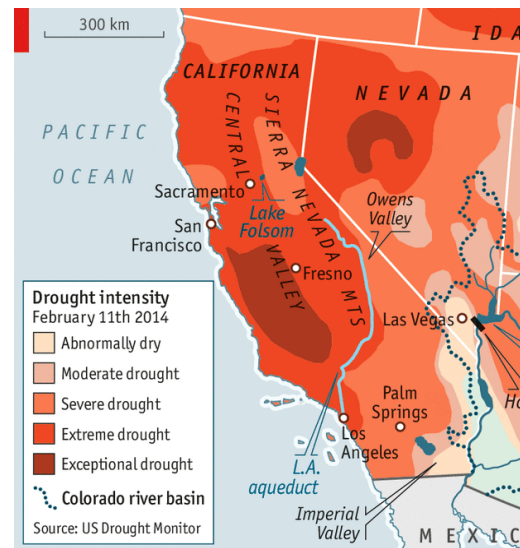 300 km
IDA
CALIFORNIA
NEVADA
PACIFIC
OCEAN
CENTRAL
VALLEY
SIERRA NEVADA MTS
Sacramento
Lake
Folsom
Owens
Valley
San
Francisco
Fresno
Las Vegas
Ho
Drought intensity
February 11th 2014
Abnormally dry
Moderate drought
Severe drought
Extreme drought
Exceptional drought
Colorado river basin
Source: US Drought Monitor
Palm
Springs
Los
Angeles
L.A.
aqueduct
Imperial
Valley
MEXIC